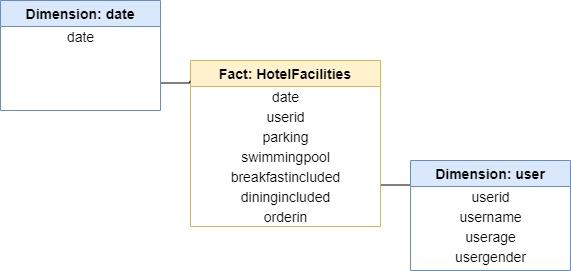 Dimension: date
date
Fact: HotelFacilities
date
userid
parking
swimmingpool
breakfastincluded
diningincluded
orderin
Dimension: user
userid
username
userage
usergender